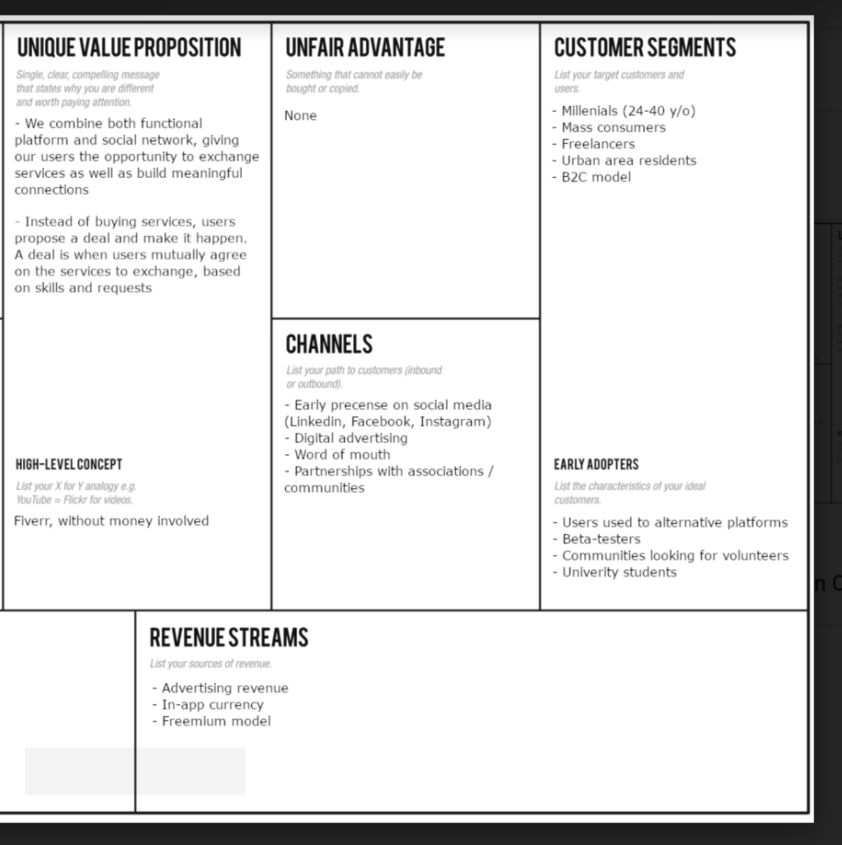 UNIQUE VALUE PROPOSITION
Single, clear, compelling message
that states why you are different
and worth paying attention.
- We combine both functional
platform and social network, giving
our users the opportunity to exchange
services as well as build meaningful
connections
- Instead of buying services, users
propose a deal and make it happen.
A deal is when users mutually agree
on the services to exchange, based
on skills and requests
HIGH-LEVEL CONCEPT
List your X for Y analogy e.g.
YouTube = Flickr for videos.
Fiverr, without money involved
UNFAIR ADVANTAGE
Something that cannot easily be
bought or copied.
None
CHANNELS
List your path to customers (inbound
or outbound).
- Early precense on social media
(Linkedin, Facebook, Instagram)
- Digital advertising
- Word of mouth
- Partnerships with associations /
communities
CUSTOMER SEGMENTS
List your target customers and
users.
- Millenials (24-40 y/o)
- Mass consumers
- Freelancers
- Urban area residents
- B2C model
EARLY ADOPTERS
List the characteristics of your ideal
customers.
- Users used to alternative platforms
- Beta-testers
- Communities looking for volunteers
- Univerity students
REVENUE STREAMS
List your sources of revenue.
- Advertising revenue
- In-app currency
- Freemium model